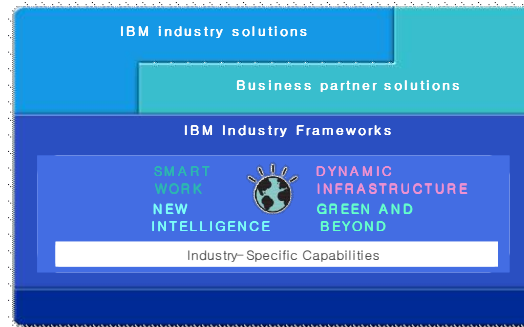 IBM industry solutions
Business partner solutions
IBM Industry Frameworks
SMART
WORK
DYNAMIC
INFRASTRUCTURE
NEW
INTELLIGENCE
GREEN AND
BEYOND
Industry-Specific Capabilities